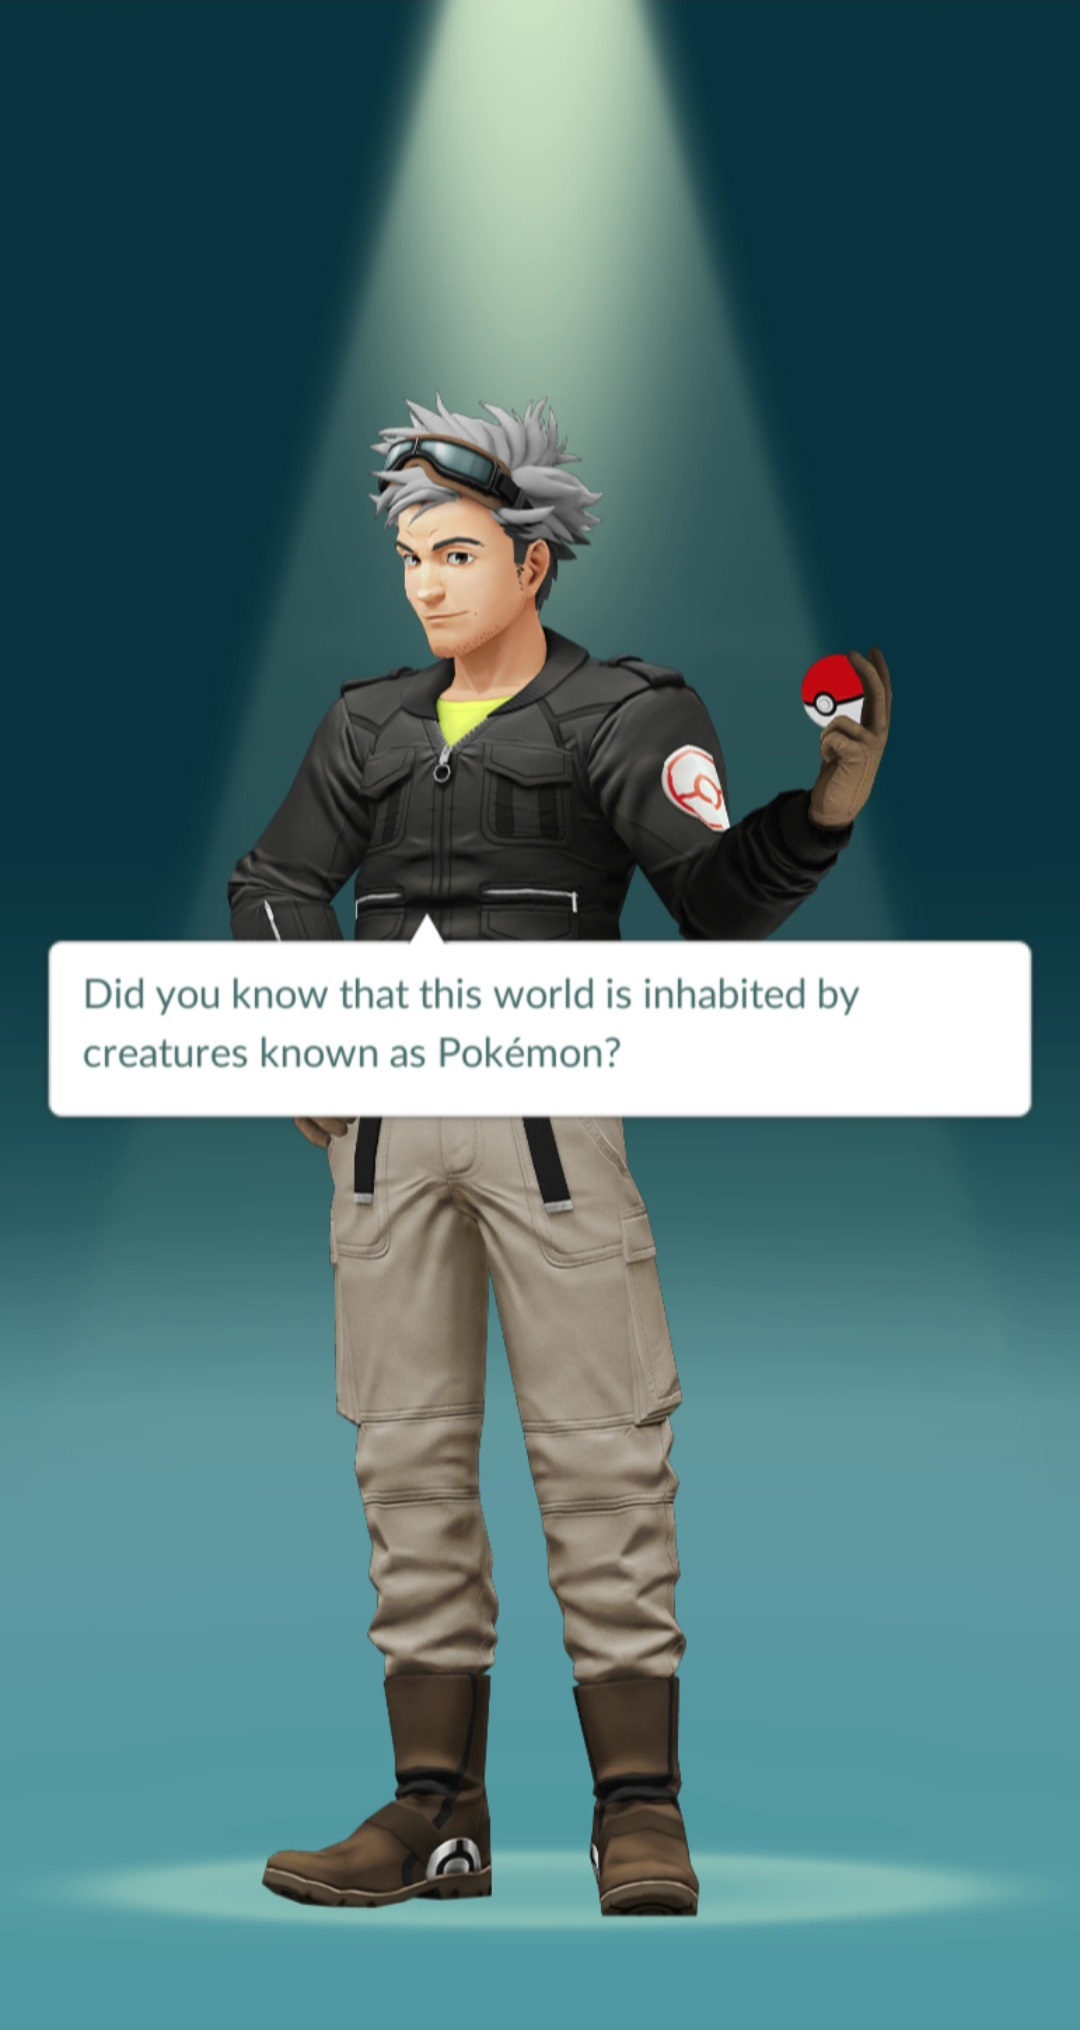 Did you know that this world is inhabited by
creatures known as Pokémon?